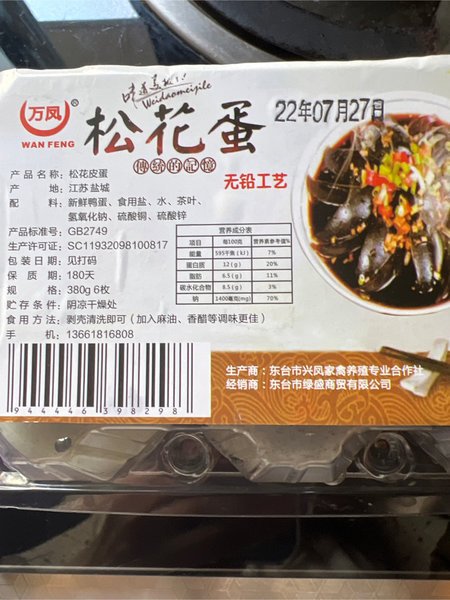 味道美极了
Weidaomeijile
22年07月27日
万凤®
WAN FENG
松花蛋
傳統的記憶
无铅工艺
产品名称：松花皮蛋
产 地：江苏 盐城
配 料：新鲜鸭蛋、食用盐、水、茶叶、
氢氧化钠、硫酸铜、硫酸锌
产品标准号：GB2749
生产许可证：SC11932098100817
包装日期：见打码
保 质 期：180天
规 格：380g 6枚
贮存条件：阴凉干燥处
食用方法：剥壳清洗即可（加入麻油、香醋等调味更佳）
手 机：13661816808
营养成分表
项目 每100克 营养素参考值%
能量 595千焦(kJ) 7%
蛋白质 12(g) 20%
脂肪 6.5(g) 11%
碳水化合物 8.5(g) 3%
钠 1400毫克(mg) 70%
生产商：东台市兴凤家禽养殖专业合作社
经销商：东台市绿盛商贸有限公司
9 444446 398298